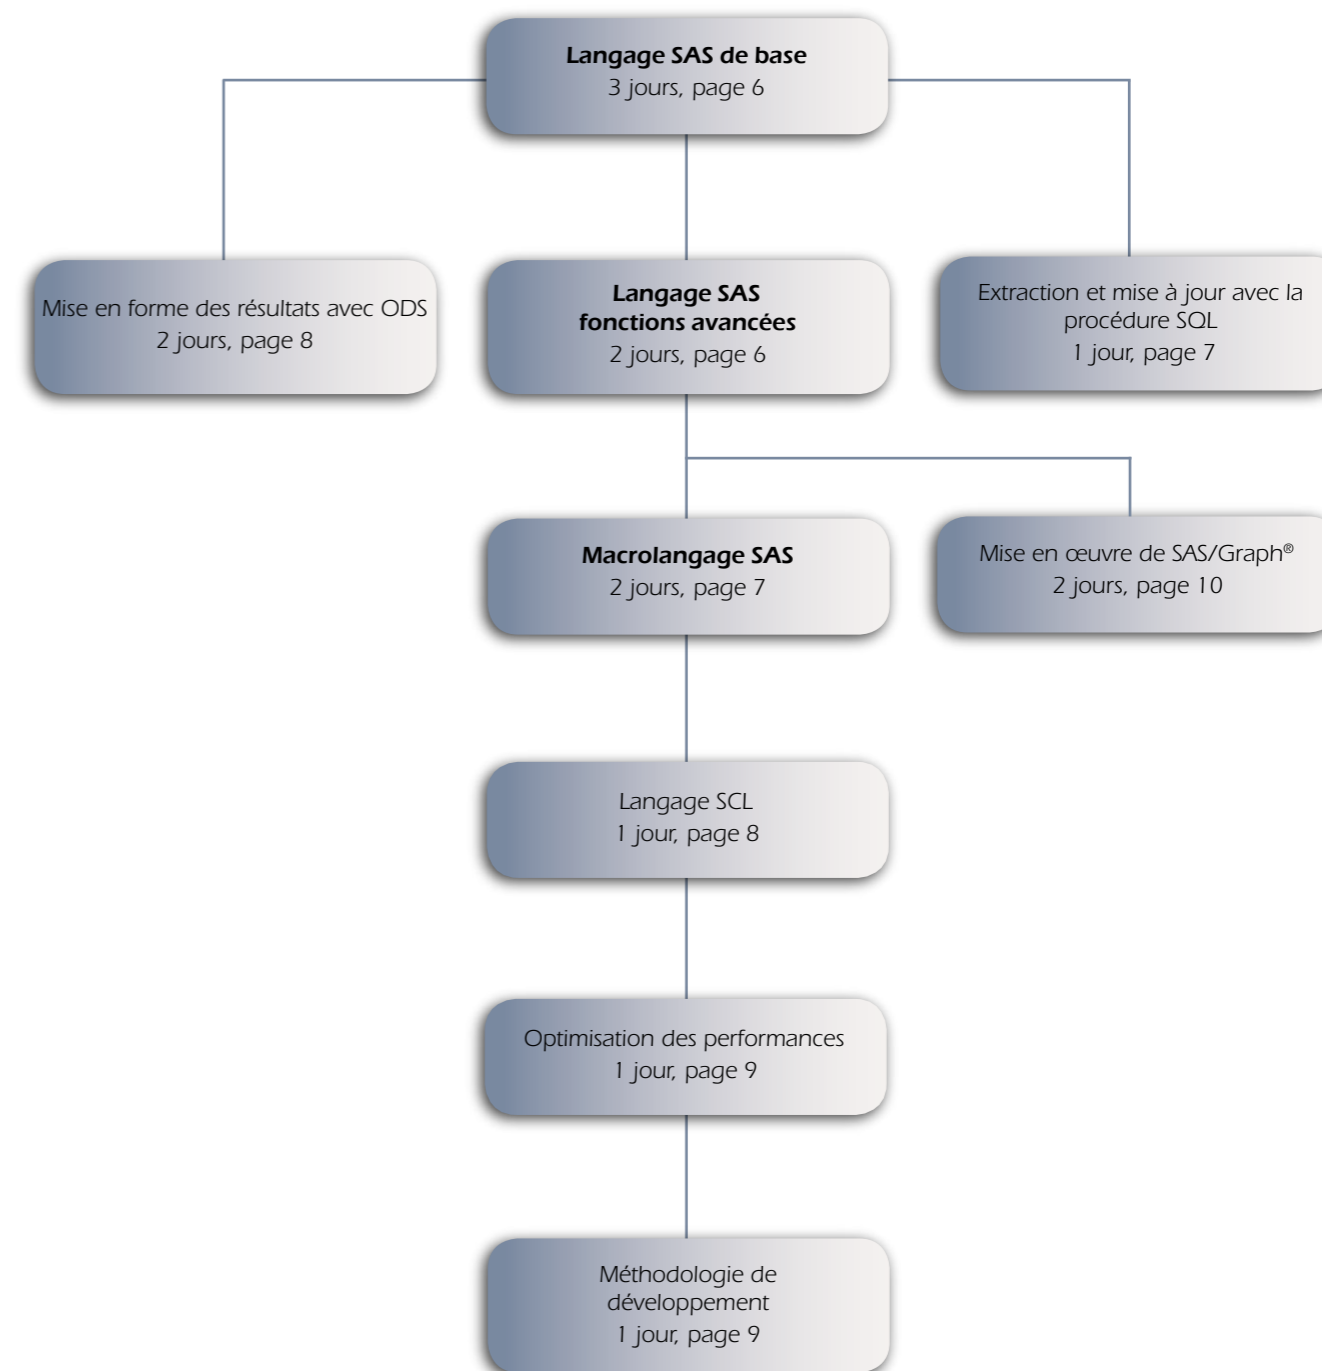 Langage SAS de base
3 jours, page 6
Mise en forme des résultats avec ODS
2 jours, page 8
Langage SAS
fonctions avancées
2 jours, page 6
Extraction et mise à jour avec la
procédure SQL
1 jour, page 7
Macrolangage SAS
2 jours, page 7
Mise en œuvre de SAS/Graph®
2 jours, page 10
Langage SCL
1 jour, page 8
Optimisation des performances
1 jour, page 9
Méthodologie de
développement
1 jour, page 9